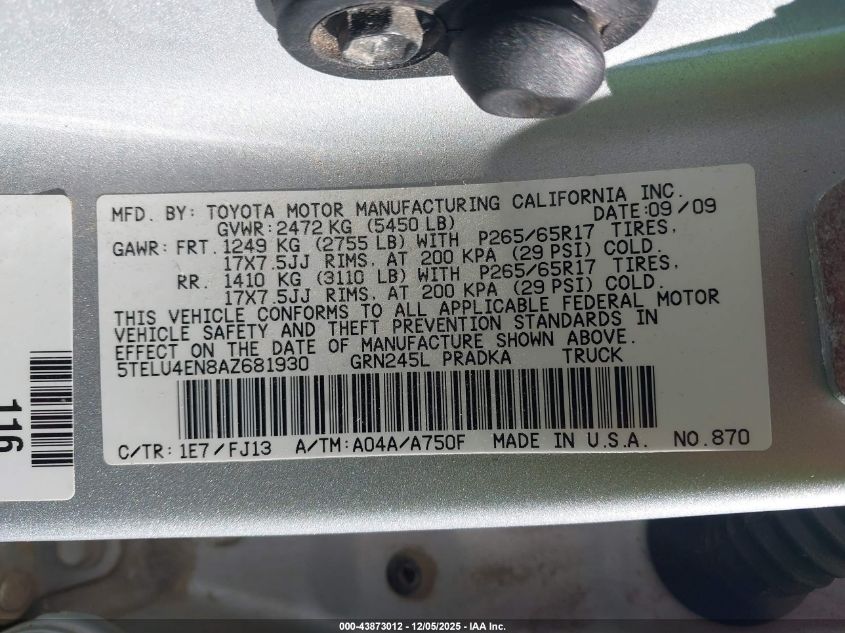 MFD. BY: TOYOTA MOTOR MANUFACTURING CALIFORNIA INC.
GVWR: 2472 KG (5450 LB) DATE: 09/09
GAWR: FRT. 1249 KG (2755 LB) WITH P265/65R17 TIRES,
17X7.5JJ RIMS, AT 200 KPA (29 PSI) COLD.
RR. 1410 KG (3110 LB) WITH P265/65R17 TIRES,
17X7.5JJ RIMS, AT 200 KPA (29 PSI) COLD.
THIS VEHICLE CONFORMS TO ALL APPLICABLE FEDERAL MOTOR
VEHICLE SAFETY AND THEFT PREVENTION STANDARDS IN
EFFECT ON THE DATE OF MANUFACTURE SHOWN ABOVE.
5TELU4EN8AZ681930 GRN245L PRADKA TRUCK
C/TR: 1E7/FJ13 A/TM: A04A/A750F MADE IN U.S.A. NO.870
116
000-43873012 - 12/05/2025 - IAA Inc.